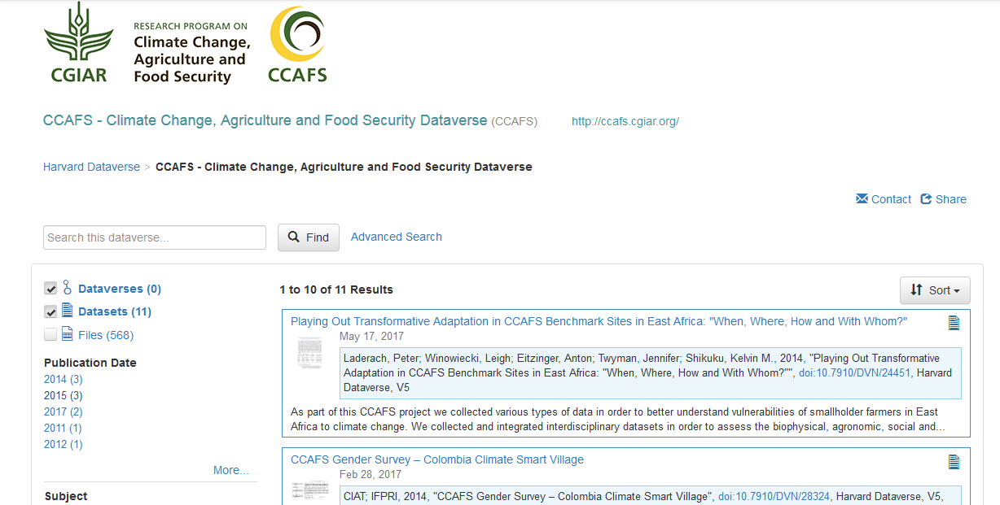 CGIAR
RESEARCH PROGRAM ON
Climate Change,
Agriculture and
Food Security
CCAFS
CCAFS - Climate Change, Agriculture and Food Security Dataverse (CCAFS) http://ccafs.cgiar.org/
Harvard Dataverse > CCAFS - Climate Change, Agriculture and Food Security Dataverse
Contact Share
Search this dataverse... Find Advanced Search
Dataverses (0)
Datasets (11)
Files (568)
Publication Date
2014 (3)
2015 (3)
2017 (2)
2011 (1)
2012 (1)
More...
Subject
1 to 10 of 11 Results
Sort
Playing Out Transformative Adaptation in CCAFS Benchmark Sites in East Africa: "When, Where, How and With Whom?"
May 17, 2017
Laderach, Peter; Winowiecki, Leigh; Eitzinger, Anton; Twyman, Jennifer; Shikuku, Kelvin M., 2014, "Playing Out Transformative
Adaptation in CCAFS Benchmark Sites in East Africa: "When, Where, How and With Whom?"", doi:10.7910/DVN/24451, Harvard
Dataverse, V5
As part of this CCAFS project we collected various types of data in order to better understand vulnerabilities of smallholder farmers in East
Africa to climate change. We collected and integrated interdisciplinary datasets in order to assess the biophysical, agronomic, social and...
CCAFS Gender Survey – Colombia Climate Smart Village
Feb 28, 2017
CIAT; IFPRI, 2014, "CCAFS Gender Survey – Colombia Climate Smart Village", doi:10.7910/DVN/28324, Harvard Dataverse, V5,